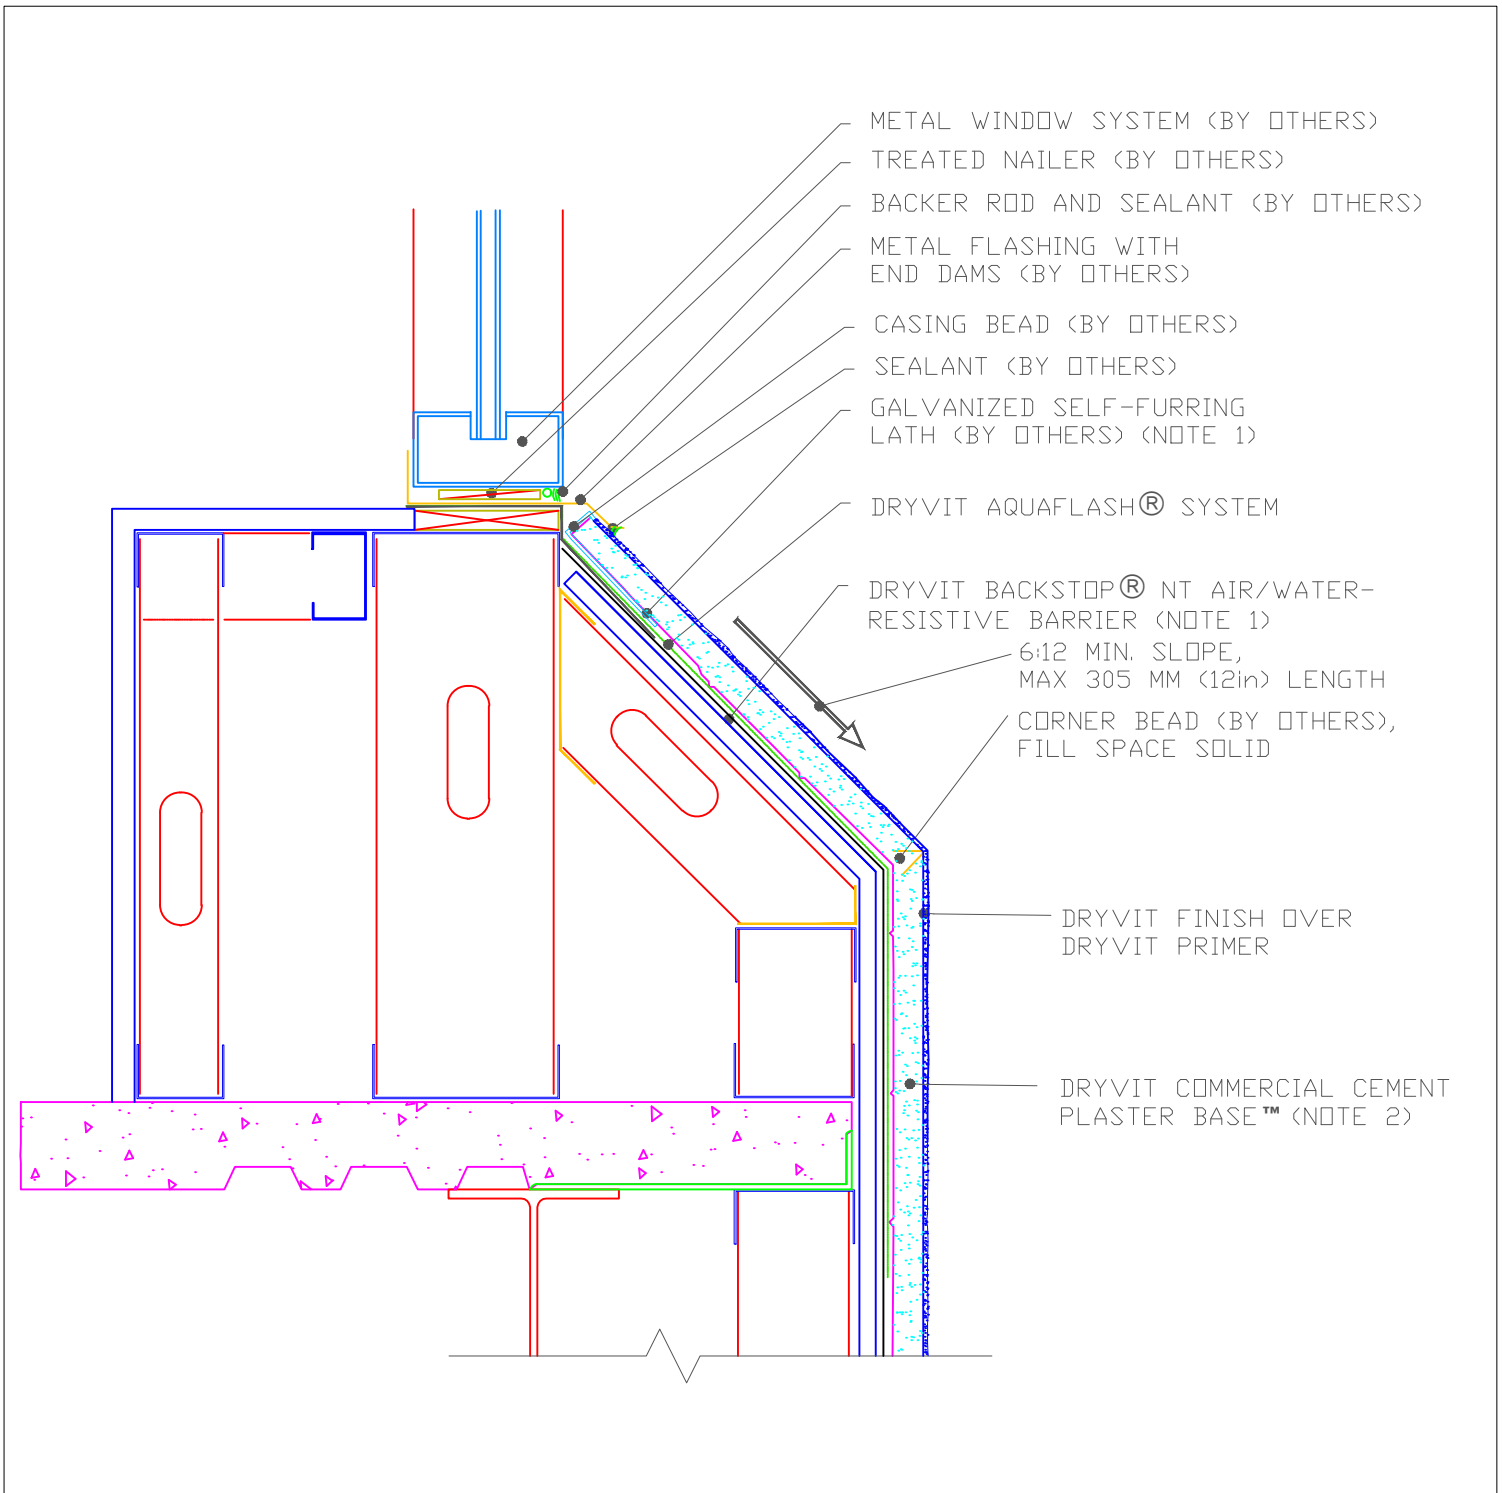 METAL WINDOW SYSTEM (BY OTHERS)
TREATED NAILER (BY OTHERS)
BACKER ROD AND SEALANT (BY OTHERS)
METAL FLASHING WITH
END DAMS (BY OTHERS)
CASING BEAD (BY OTHERS)
SEALANT (BY OTHERS)
GALVANIZED SELF-FURRING
LATH (BY OTHERS) (NOTE 1)
DRYVIT AQUAFLASH® SYSTEM
DRYVIT BACKSTOP® NT AIR/WATER-
RESISTIVE BARRIER (NOTE 1)
6:12 MIN. SLOPE,
MAX 305 MM (12in) LENGTH
CORNER BEAD (BY OTHERS),
FILL SPACE SOLID
DRYVIT FINISH OVER
DRYVIT PRIMER
DRYVIT COMMERCIAL CEMENT
PLASTER BASE™ (NOTE 2)